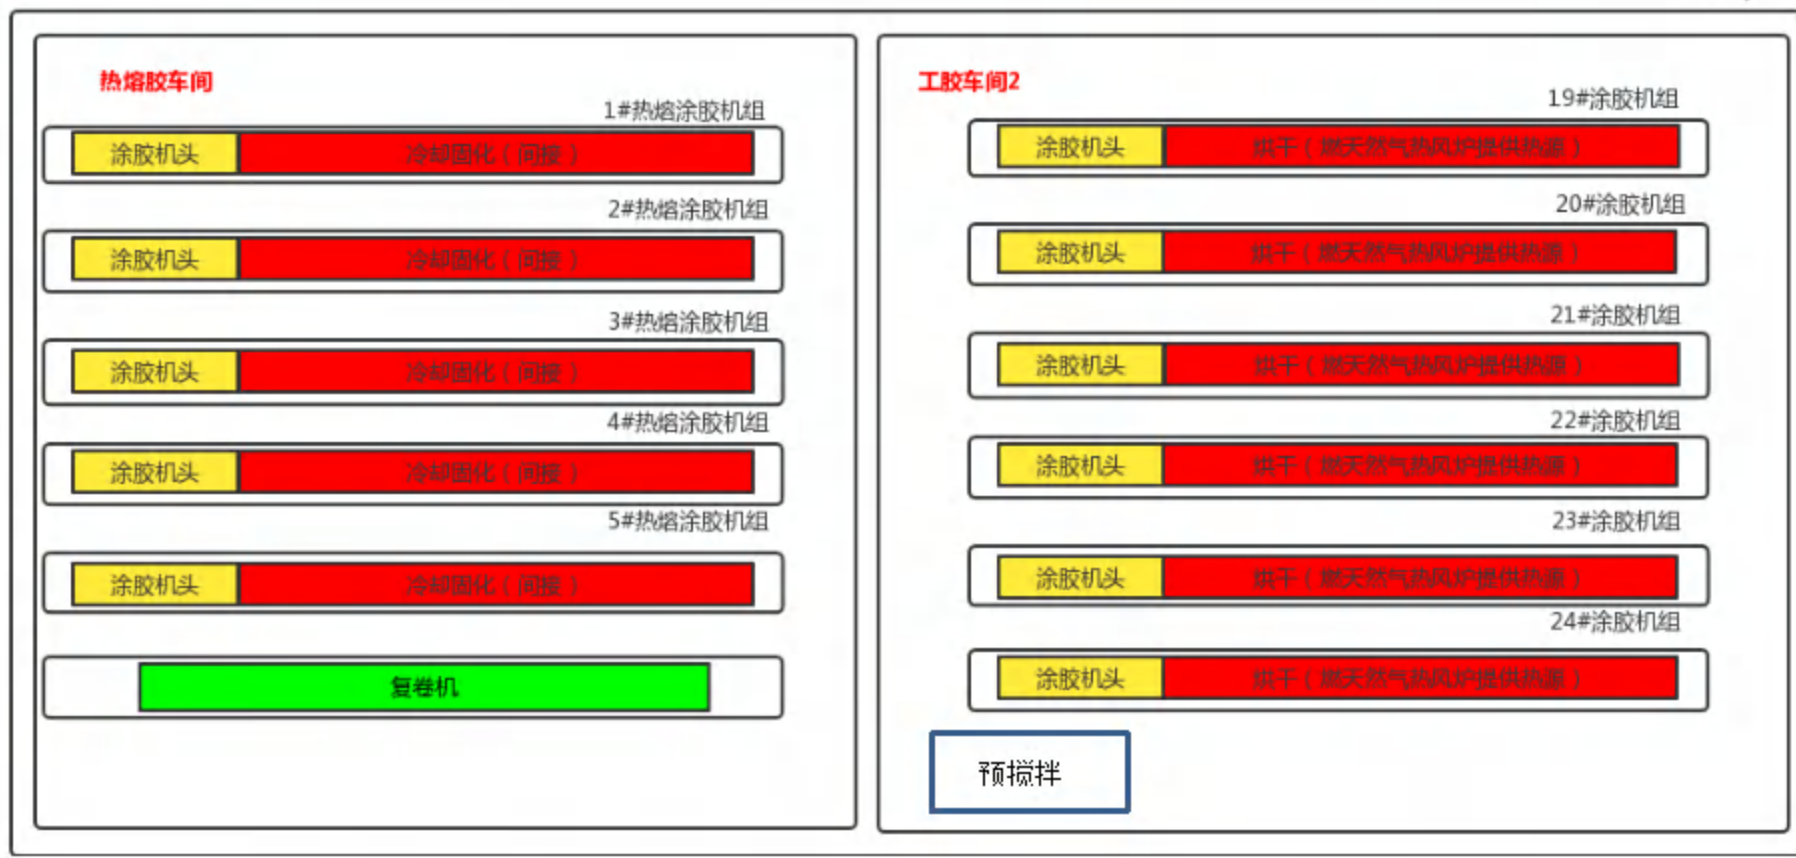 热熔胶车间
1#热熔涂胶机组
涂胶机头 冷却固化（间接）
2#热熔涂胶机组
涂胶机头 冷却固化（间接）
3#热熔涂胶机组
涂胶机头 冷却固化（间接）
4#热熔涂胶机组
涂胶机头 冷却固化（间接）
5#热熔涂胶机组
涂胶机头 冷却固化（间接）
复卷机
工胶车间2
19#涂胶机组
涂胶机头 烘干（燃天然气热风炉提供热源）
20#涂胶机组
涂胶机头 烘干（燃天然气热风炉提供热源）
21#涂胶机组
涂胶机头 烘干（燃天然气热风炉提供热源）
22#涂胶机组
涂胶机头 烘干（燃天然气热风炉提供热源）
23#涂胶机组
涂胶机头 烘干（燃天然气热风炉提供热源）
24#涂胶机组
涂胶机头 烘干（燃天然气热风炉提供热源）
预搅拌